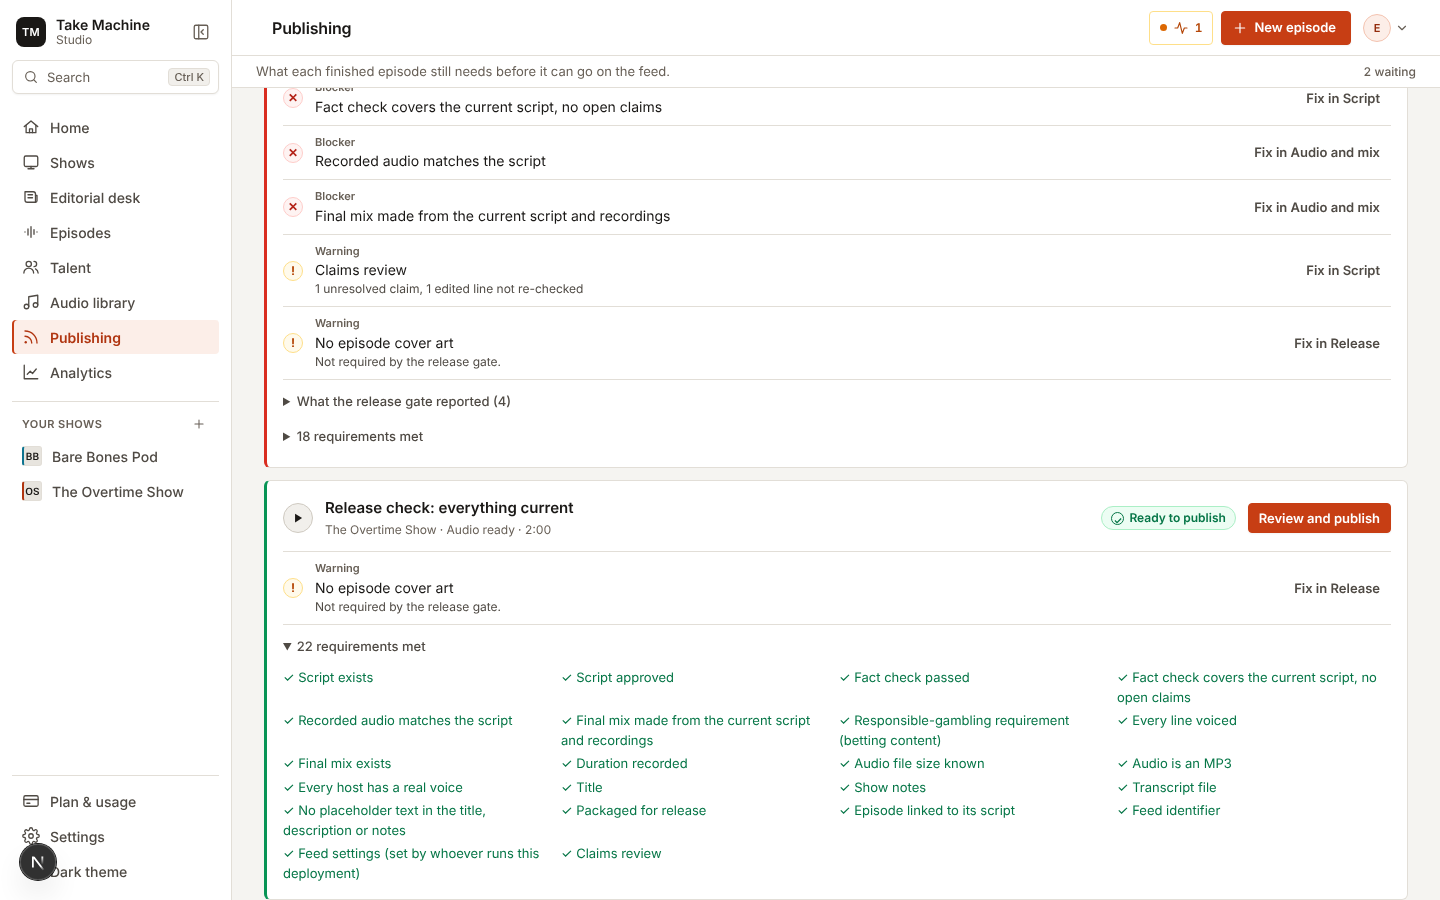 TM
Take Machine
Studio
Search
Ctrl K
Home
Shows
Editorial desk
Episodes
Talent
Audio library
Publishing
Analytics
YOUR SHOWS
BB
Bare Bones Pod
OS
The Overtime Show
Plan & usage
Settings
N
Dark theme
Publishing
1
New episode
E
What each finished episode still needs before it can go on the feed.
2 waiting
Blocker
Fact check covers the current script, no open claims
Fix in Script
Blocker
Recorded audio matches the script
Fix in Audio and mix
Blocker
Final mix made from the current script and recordings
Fix in Audio and mix
Warning
Claims review
1 unresolved claim, 1 edited line not re-checked
Fix in Script
Warning
No episode cover art
Not required by the release gate.
Fix in Release
What the release gate reported (4)
18 requirements met
Release check: everything current
The Overtime Show · Audio ready · 2:00
Ready to publish
Review and publish
Warning
No episode cover art
Not required by the release gate.
Fix in Release
22 requirements met
✓ Script exists
✓ Script approved
✓ Fact check passed
✓ Fact check covers the current script, no
open claims
✓ Recorded audio matches the script
✓ Final mix made from the current script
and recordings
✓ Responsible-gambling requirement
(betting content)
✓ Every line voiced
✓ Final mix exists
✓ Duration recorded
✓ Audio file size known
✓ Audio is an MP3
✓ Every host has a real voice
✓ Title
✓ Show notes
✓ Transcript file
✓ No placeholder text in the title,
description or notes
✓ Packaged for release
✓ Episode linked to its script
✓ Feed identifier
✓ Feed settings (set by whoever runs this
deployment)
✓ Claims review